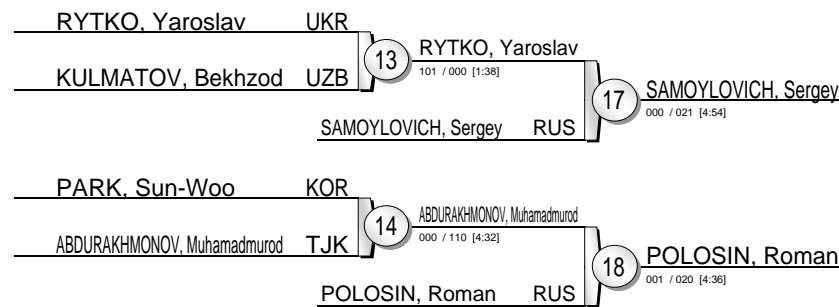 RYTKO, Yaroslav UKR
13
RYTKO, Yaroslav
101 / 000 [1:38]
KULMATOV, Bekhzod UZB
17
SAMOYLOVICH, Sergey
000 / 021 [4:54]
SAMOYLOVICH, Sergey RUS
PARK, Sun-Woo KOR
14
ABDURAKHMONOV, Muhamadmurod
000 / 110 [4:32]
ABDURAKHMONOV, Muhamadmurod TJK
18
POLOSIN, Roman
001 / 020 [4:36]
POLOSIN, Roman RUS